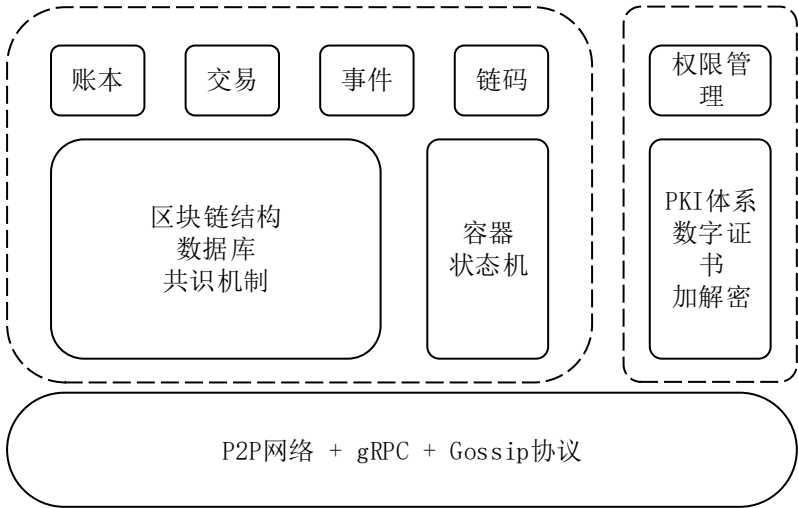 账本
交易
事件
链码
权限管
理
区块链结构
数据库
共识机制
容器
状态机
PKI体系
数字证
书
加解密
P2P网络 + gRPC + Gossip协议